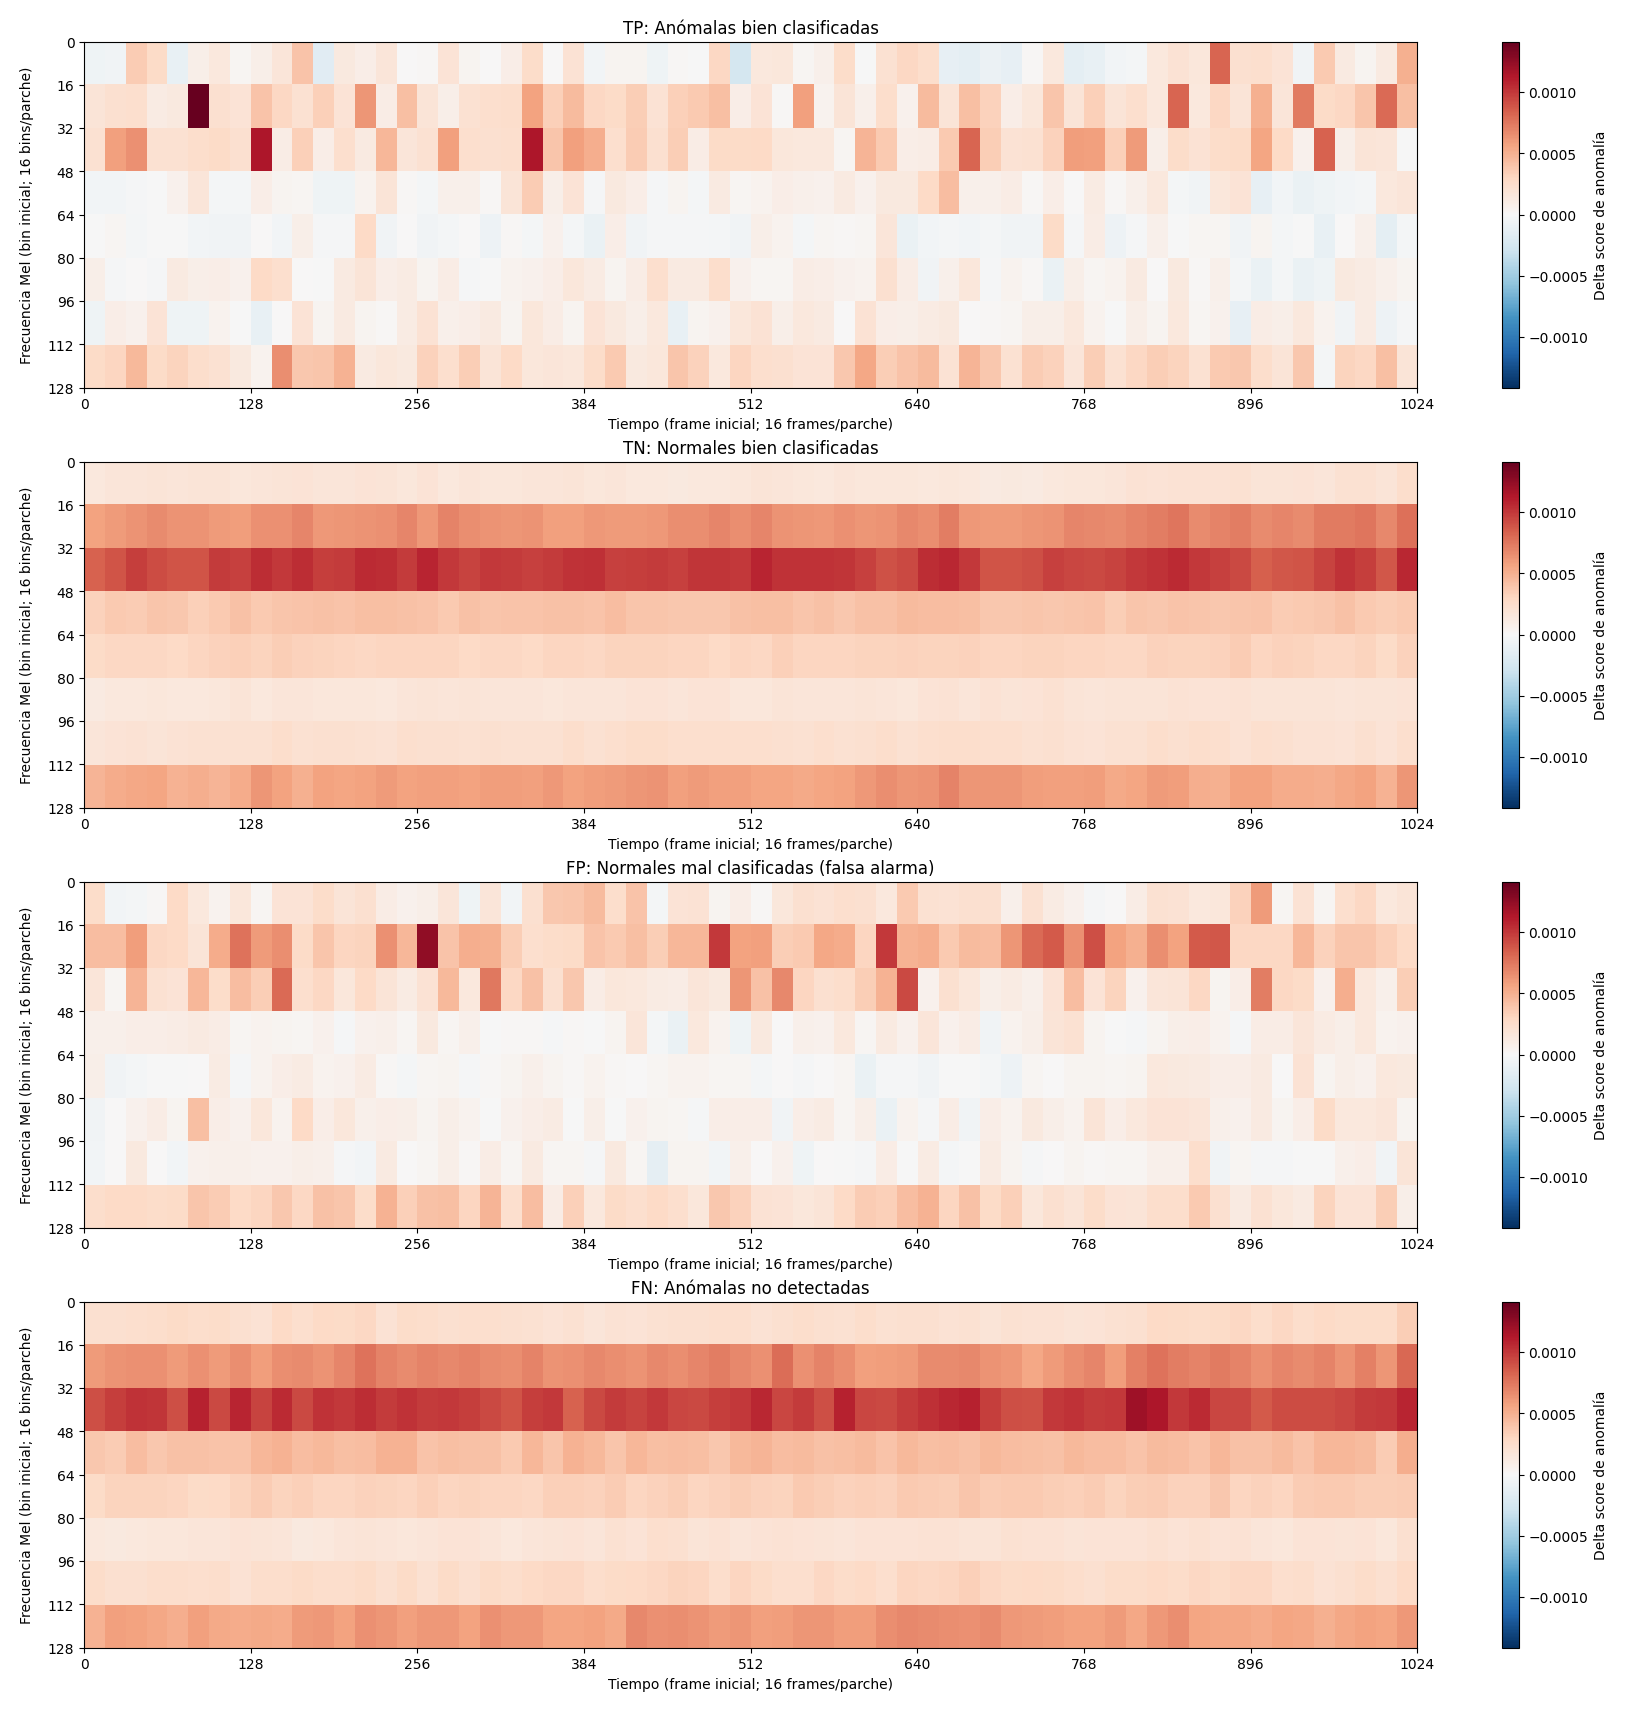 TP: Anómalas bien clasificadas
Frecuencia Mel (bin inicial; 16 bins/parche)
0
16
32
48
64
80
96
112
128
0 128 256 384 512 640 768 896 1024
Tiempo (frame inicial; 16 frames/parche)
0.0010
0.0005
0.0000
−0.0005
−0.0010
Delta score de anomalía
TN: Normales bien clasificadas
Frecuencia Mel (bin inicial; 16 bins/parche)
0
16
32
48
64
80
96
112
128
0 128 256 384 512 640 768 896 1024
Tiempo (frame inicial; 16 frames/parche)
0.0010
0.0005
0.0000
−0.0005
−0.0010
Delta score de anomalía
FP: Normales mal clasificadas (falsa alarma)
Frecuencia Mel (bin inicial; 16 bins/parche)
0
16
32
48
64
80
96
112
128
0 128 256 384 512 640 768 896 1024
Tiempo (frame inicial; 16 frames/parche)
0.0010
0.0005
0.0000
−0.0005
−0.0010
Delta score de anomalía
FN: Anómalas no detectadas
Frecuencia Mel (bin inicial; 16 bins/parche)
0
16
32
48
64
80
96
112
128
0 128 256 384 512 640 768 896 1024
Tiempo (frame inicial; 16 frames/parche)
0.0010
0.0005
0.0000
−0.0005
−0.0010
Delta score de anomalía